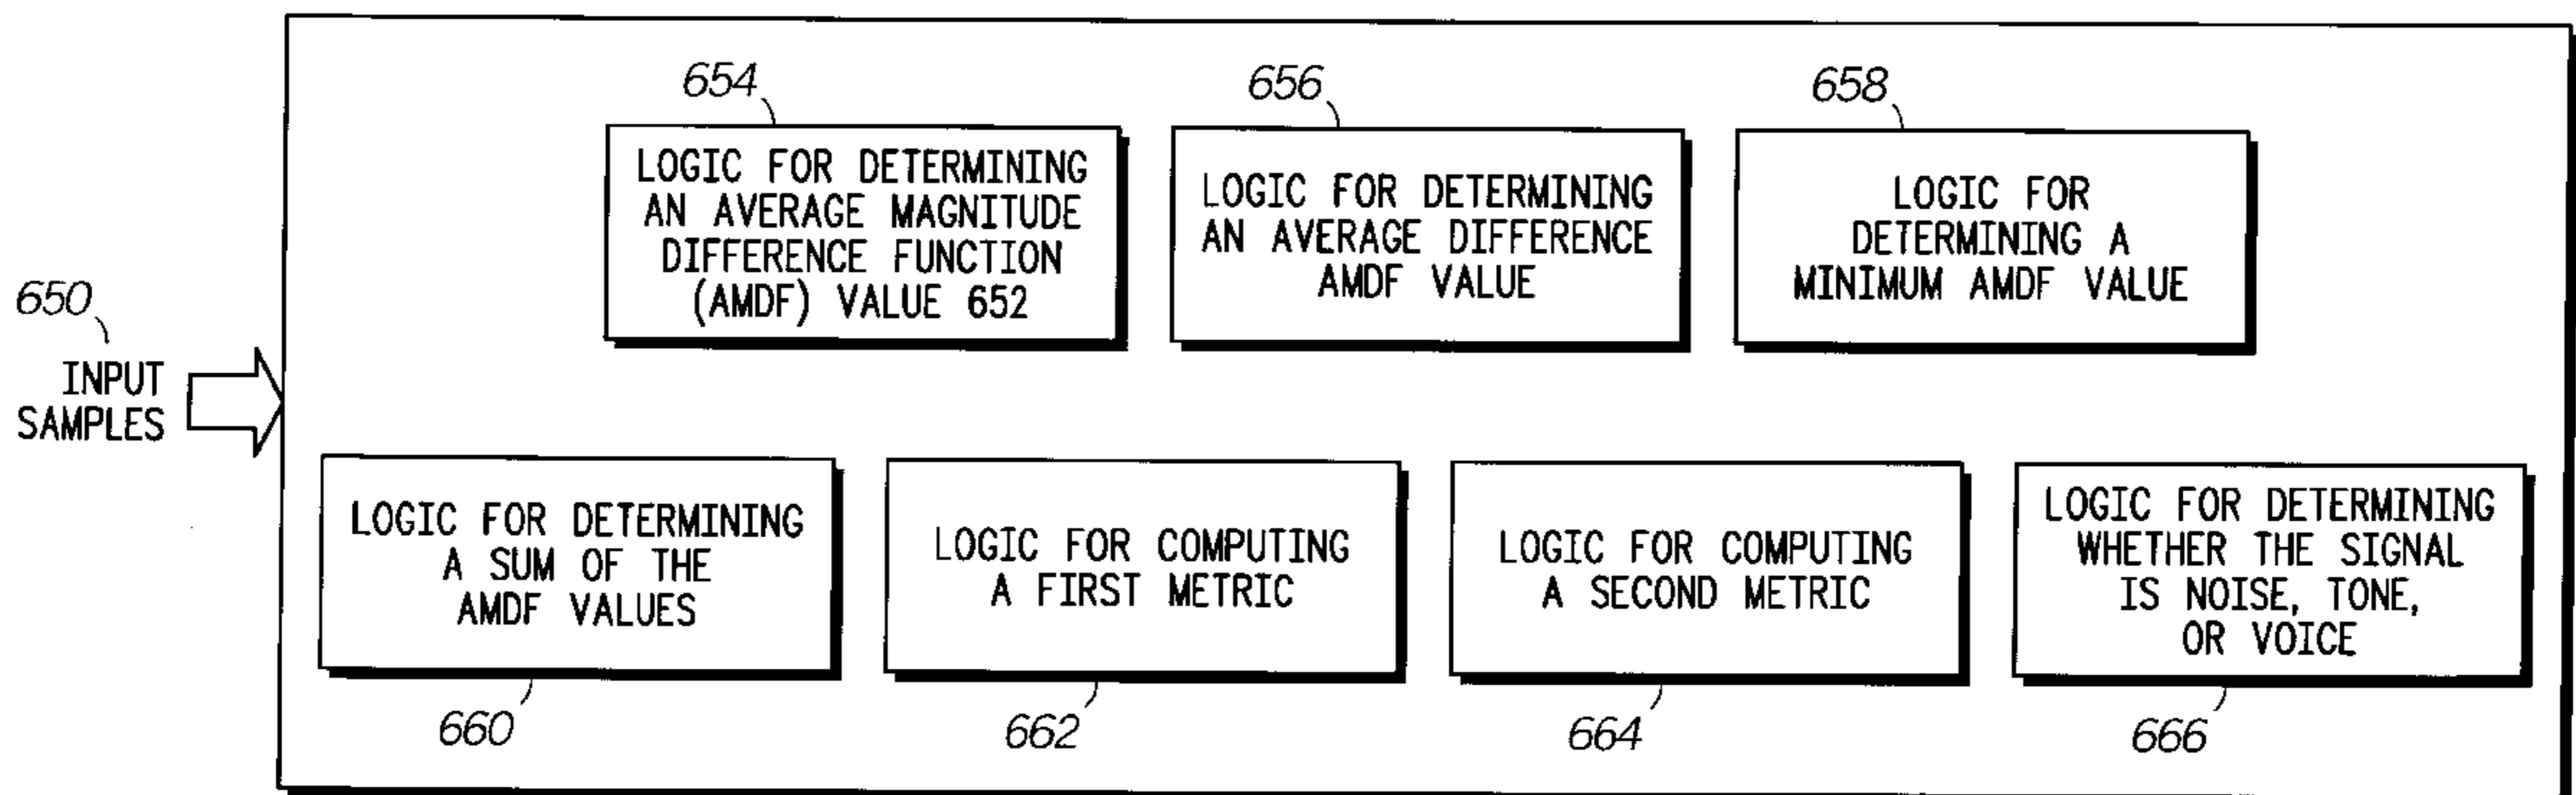 654
LOGIC FOR DETERMINING
AN AVERAGE MAGNITUDE
DIFFERENCE FUNCTION
(AMDF) VALUE 652
656
LOGIC FOR DETERMINING
AN AVERAGE DIFFERENCE
AMDF VALUE
658
LOGIC FOR
DETERMINING A
MINIMUM AMDF VALUE
650
INPUT
SAMPLES
LOGIC FOR DETERMINING
A SUM OF THE
AMDF VALUES
660
LOGIC FOR COMPUTING
A FIRST METRIC
662
LOGIC FOR COMPUTING
A SECOND METRIC
664
LOGIC FOR DETERMINING
WHETHER THE SIGNAL
IS NOISE, TONE,
OR VOICE
666